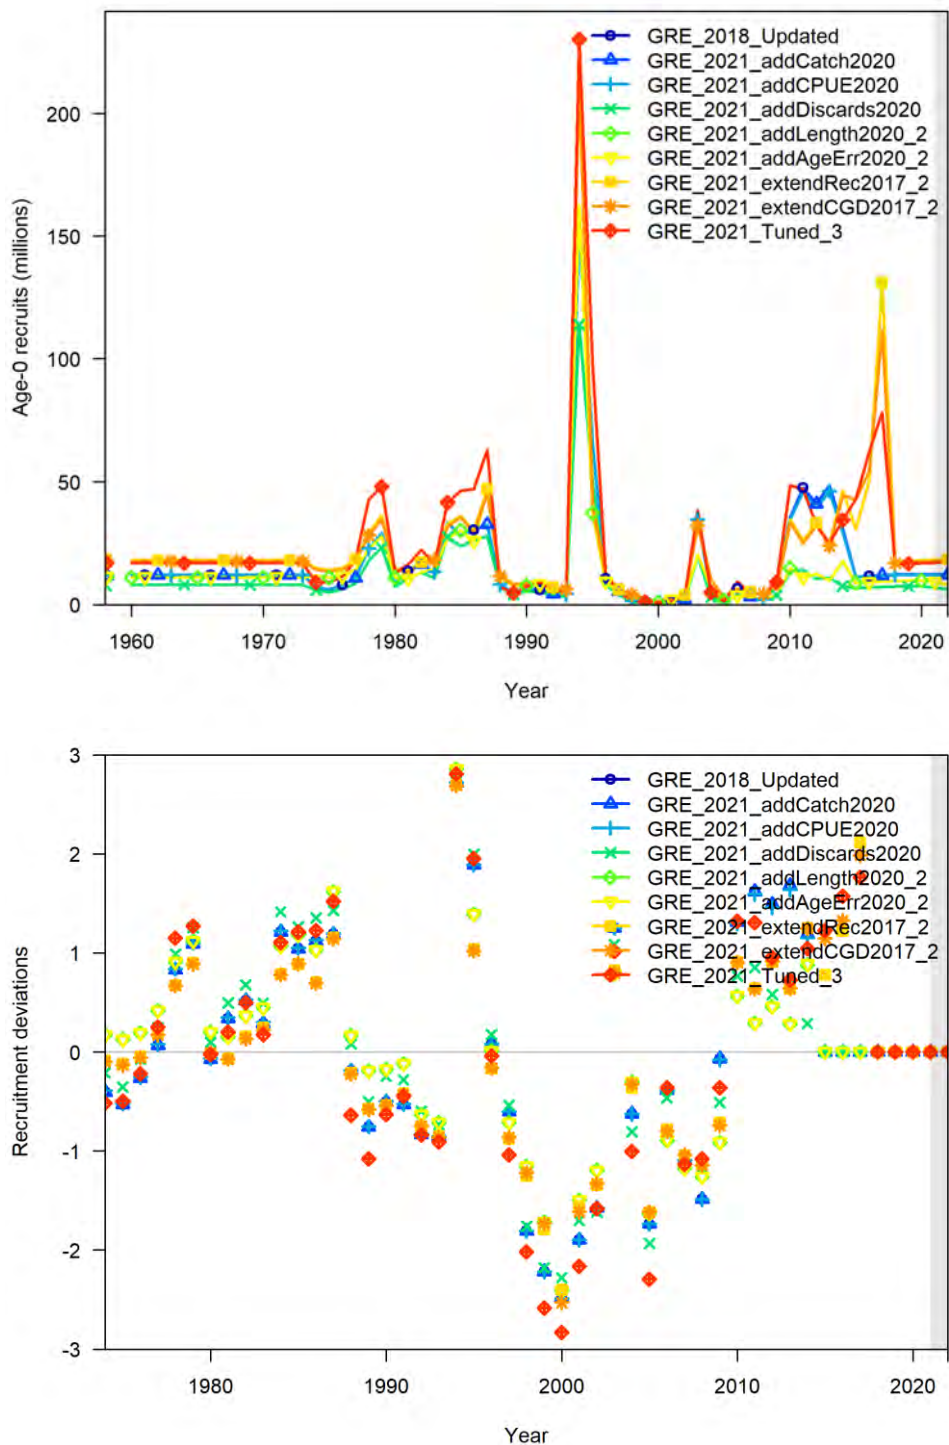 GRE_2018_Updated
GRE_2021_addCatch2020
GRE_2021_addCPUE2020
GRE_2021_addDiscards2020
GRE_2021_addLength2020_2
GRE_2021_addAgeErr2020_2
GRE_2021_extendRec2017_2
GRE_2021_extendCGD2017_2
GRE_2021_Tuned_3
Age-0 recruits (millions)
200
150
100
50
0
1960 1970 1980 1990 2000 2010 2020
Year
GRE_2018_Updated
GRE_2021_addCatch2020
GRE_2021_addCPUE2020
GRE_2021_addDiscards2020
GRE_2021_addLength2020_2
GRE_2021_addAgeErr2020_2
GRE_2021_extendRec2017_2
GRE_2021_extendCGD2017_2
GRE_2021_Tuned_3
Recruitment deviations
3
2
1
0
-1
-2
-3
1980 1990 2000 2010 2020
Year